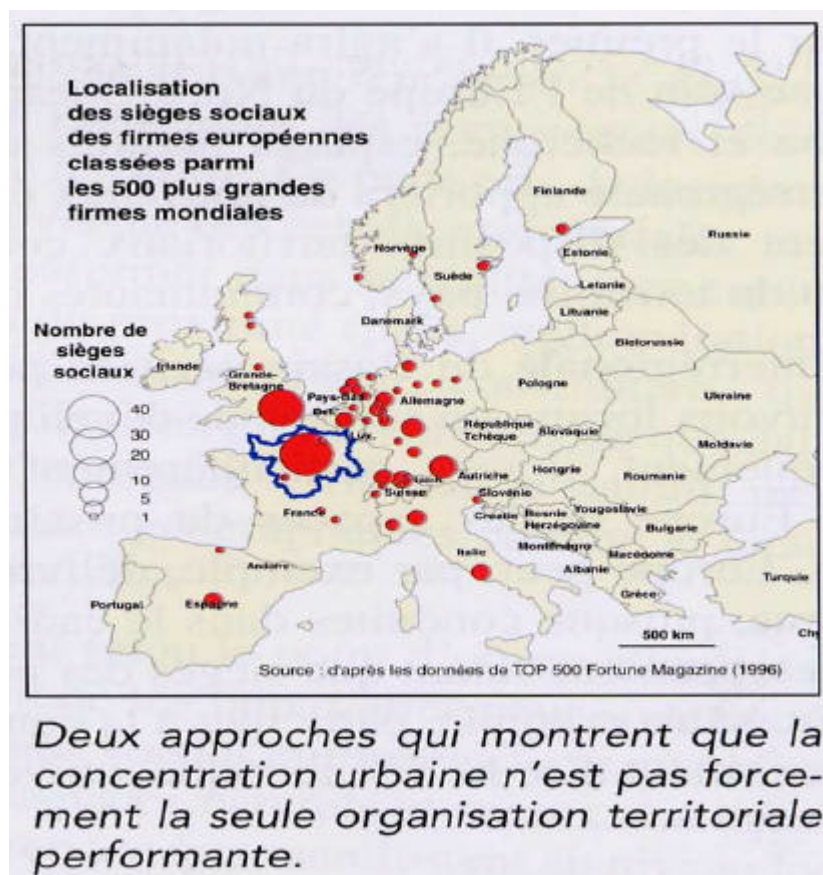 Localisation
des sièges sociaux
des firmes européennes
classées parmi
les 500 plus grandes
firmes mondiales
Finlande
Russie
Norvège
Estonie
Suède
Letonie
Danemark
Lituanie
Nombre de
sièges
sociaux
Irlande
Grande-
Bretagne
Bielorussie
Pays-Bas
Allemagne
Pologne
Bel.
Ukraine
40
30
20
10
5
1
Lux.
République
Tchèque
Slovaquie
Moldavie
Autriche
Hongrie
Roumanie
Suisse
Slovénie
France
Croatie
Bosnie
Herzégovine
Yougoslavie
Bulgarie
Italie
Monténégro
Macédoine
Andorre
Albanie
Turquie
Grèce
Portugal
Espagne
500 km
Chy
Source : d'après les données de TOP 500 Fortune Magazine (1996)
Deux approches qui montrent que la
concentration urbaine n'est pas force-
ment la seule organisation territoriale
performante.